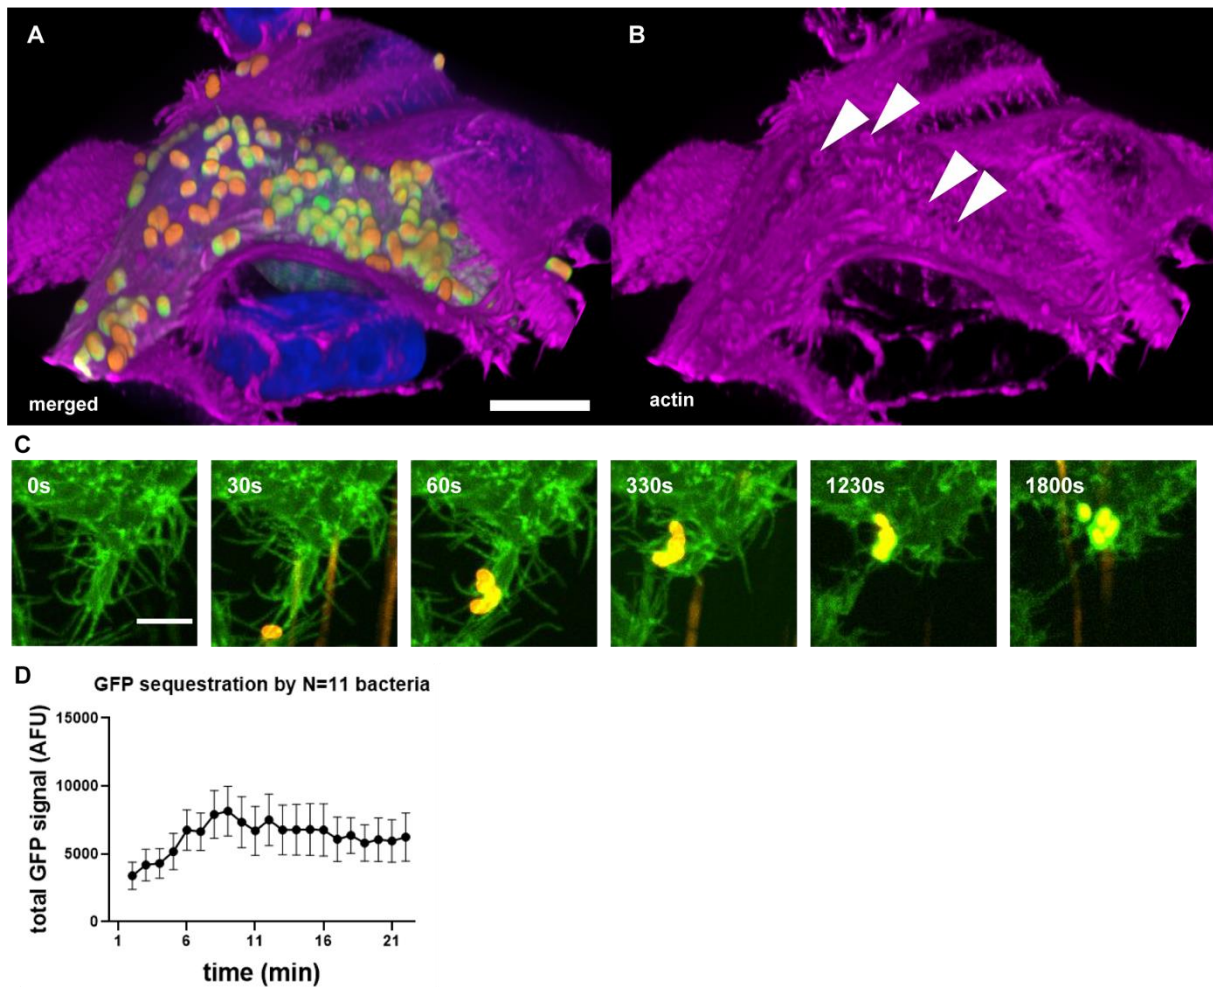 A
B
merged
actin
C
0s
30s
60s
330s
1230s
1800s
D
GFP sequestration by N=11 bacteria
total GFP signal (AFU)
15000
10000
5000
0
1
6
11
16
21
time (min)